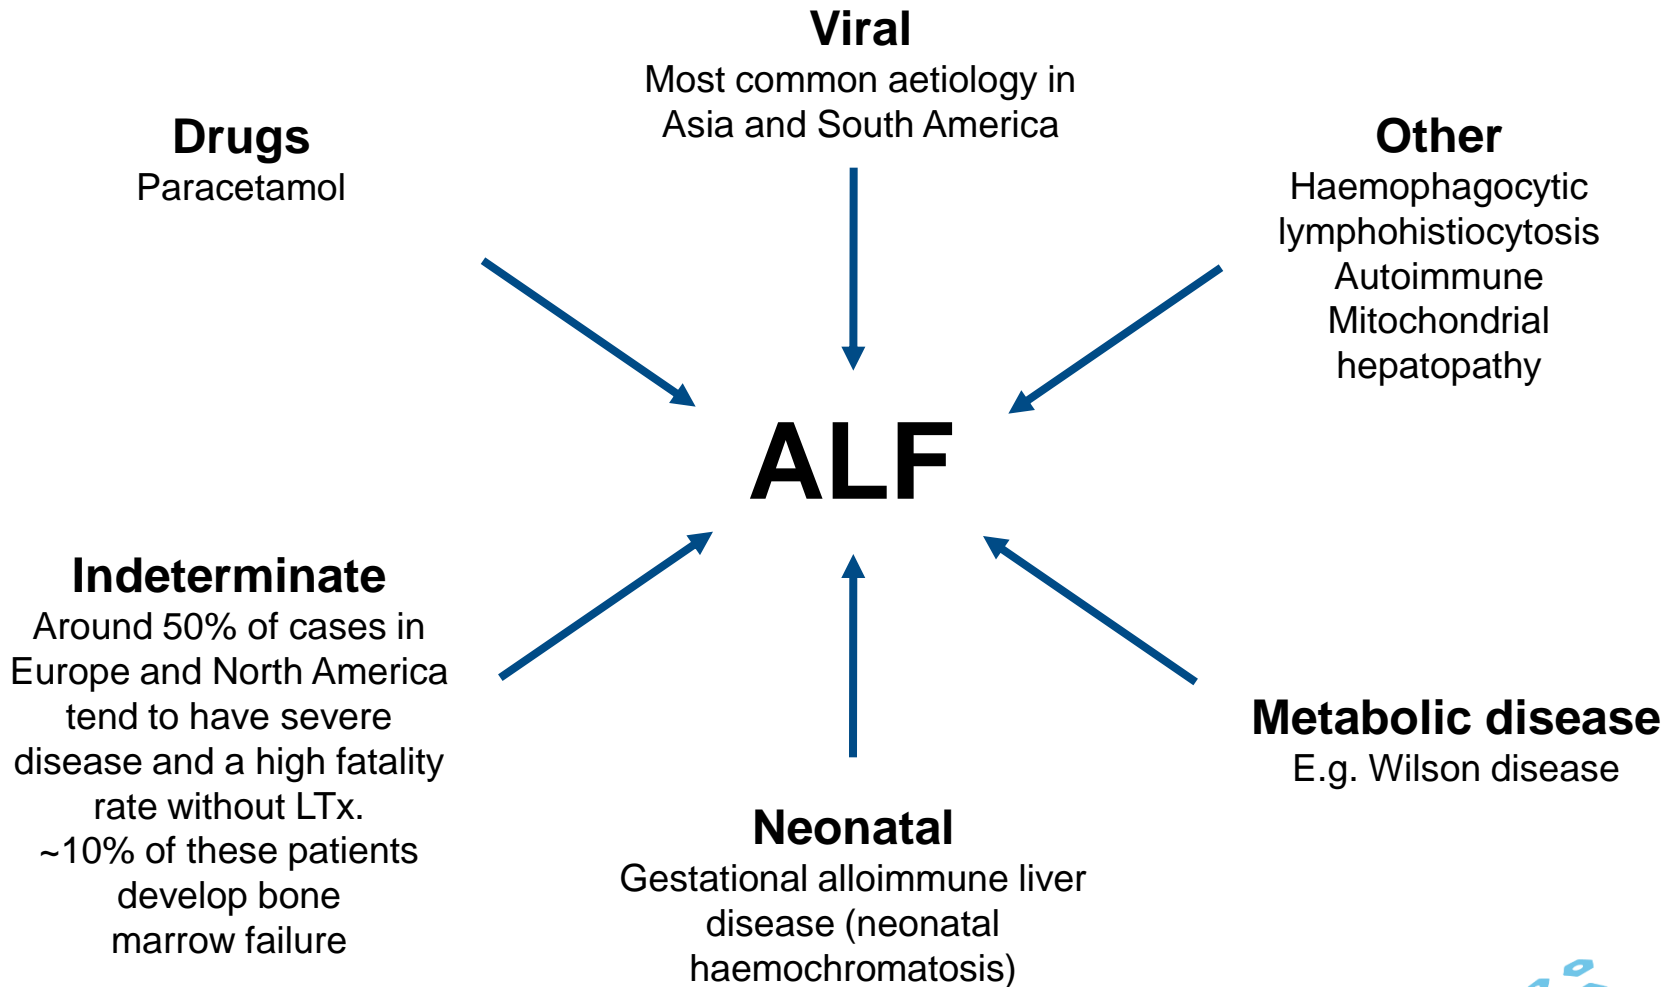 Viral
Most common aetiology in
Asia and South America
Drugs
Paracetamol
Other
Haemophagocytic
lymphohistiocytosis
Autoimmune
Mitochondrial
hepatopathy
ALF
Indeterminate
Around 50% of cases in
Europe and North America
tend to have severe
disease and a high fatality
rate without LTx.
~10% of these patients
develop bone
marrow failure
Neonatal
Gestational alloimmune liver
disease (neonatal
haemochromatosis)
Metabolic disease
E.g. Wilson disease